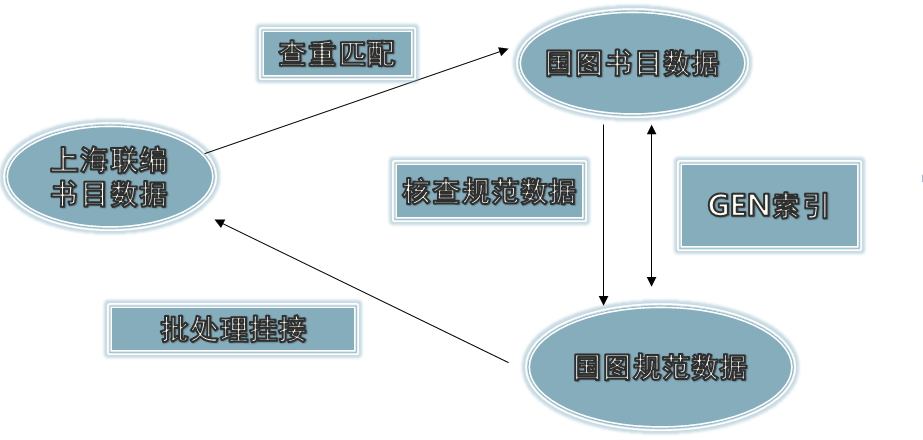 查重匹配
国图书目数据
上海联编
书目数据
核查规范数据
GEN索引
批处理挂接
国图规范数据